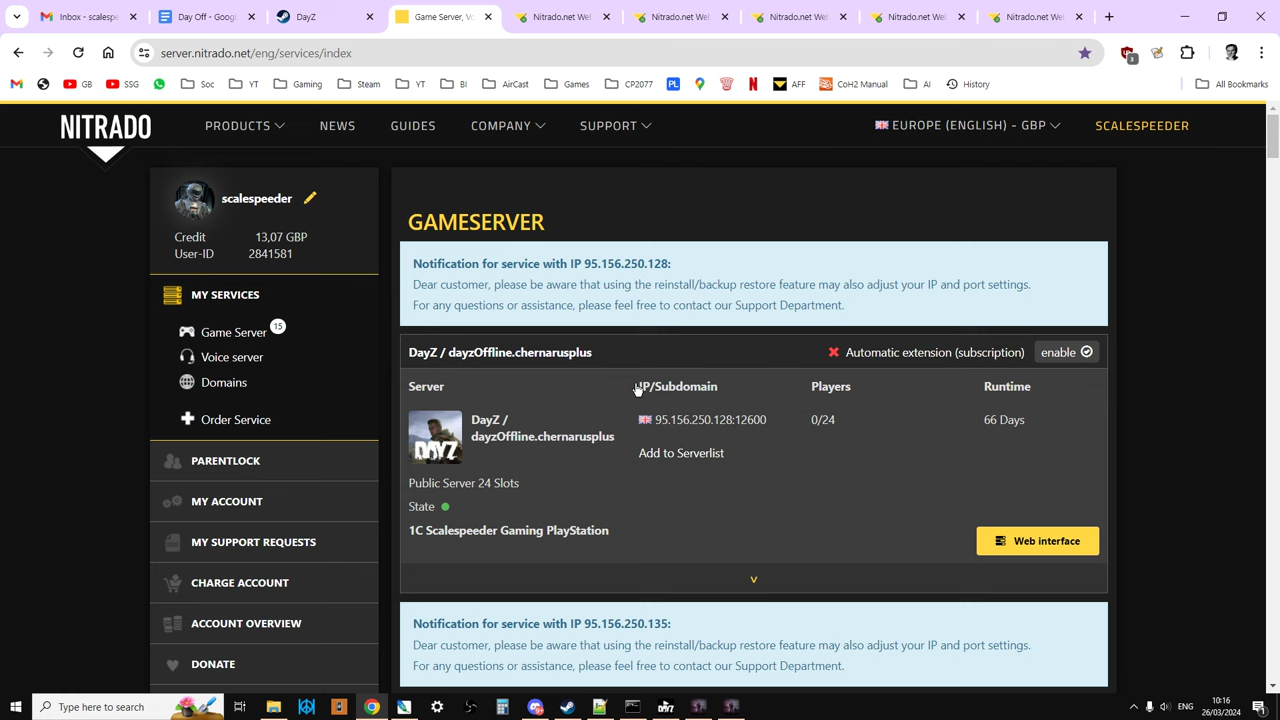 Inbox - scalespee
Day Off - Google
DayZ
Game Server, Vo
Nitrado.net Web
Nitrado.net Web
Nitrado.net Web
Nitrado.net Web
Nitrado.net Web
server.nitrado.net/eng/services/index
GB
SSG
Soc
YT
Gaming
Steam
YT
BI
AirCast
Games
CP2077
AFF
CoH2 Manual
AI
History
All Bookmarks
NITRADO
PRODUCTS
NEWS
GUIDES
COMPANY
SUPPORT
EUROPE (ENGLISH) - GBP
SCALESPEEDER
scalespeeder
Credit 13,07 GBP
User-ID 2841581
MY SERVICES
Game Server 15
Voice server
Domains
Order Service
PARENTLOCK
MY ACCOUNT
MY SUPPORT REQUESTS
CHARGE ACCOUNT
ACCOUNT OVERVIEW
DONATE
GAMESERVER
Notification for service with IP 95.156.250.128:
Dear customer, please be aware that using the reinstall/backup restore feature may also adjust your IP and port settings.
For any questions or assistance, please feel free to contact our Support Department.
DayZ / dayzOffline.chernarusplus
Automatic extension (subscription)
enable
Server
IP/Subdomain
Players
Runtime
DayZ /
dayzOffline.chernarusplus
95.156.250.128:12600
0/24
66 Days
Add to Serverlist
DAYZ
Public Server 24 Slots
State
1C Scalespeeder Gaming PlayStation
Web interface
v
Notification for service with IP 95.156.250.135:
Dear customer, please be aware that using the reinstall/backup restore feature may also adjust your IP and port settings.
For any questions or assistance, please feel free to contact our Support Department.
Type here to search
ENG
10:16
26/03/2024